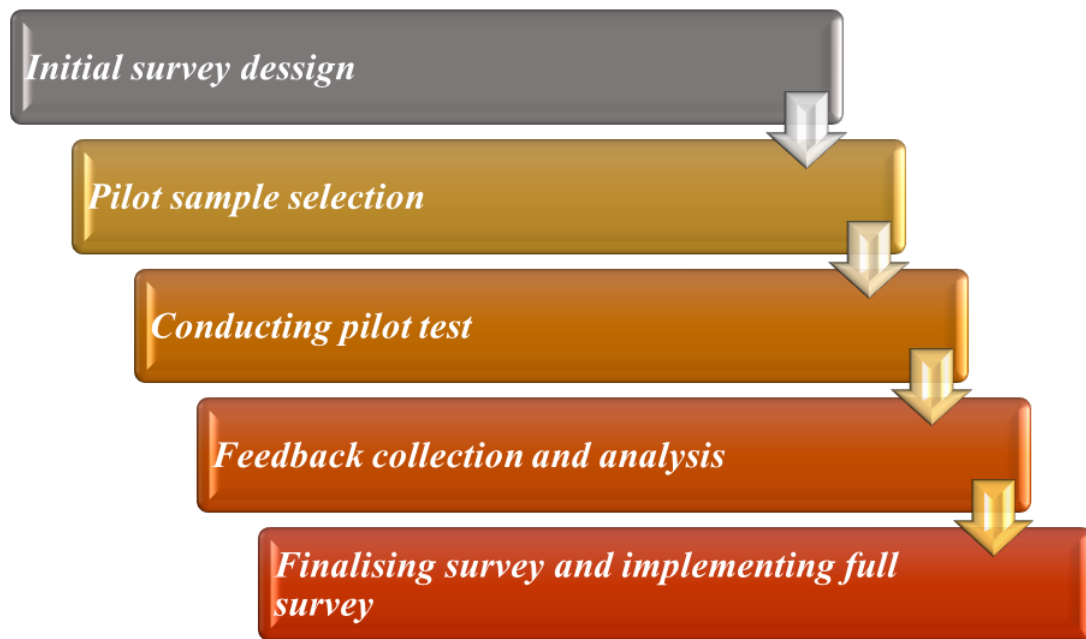 Initial survey dessign
Pilot sample selection
Conducting pilot test
Feedback collection and analysis
Finalising survey and implementing full
survey